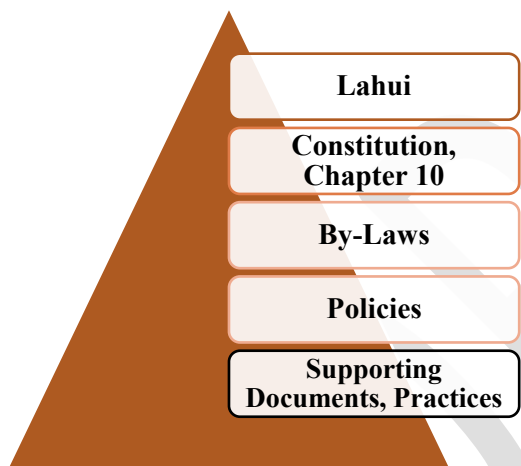 Lahui
Constitution,
Chapter 10
By-Laws
Policies
Supporting
Documents, Practices